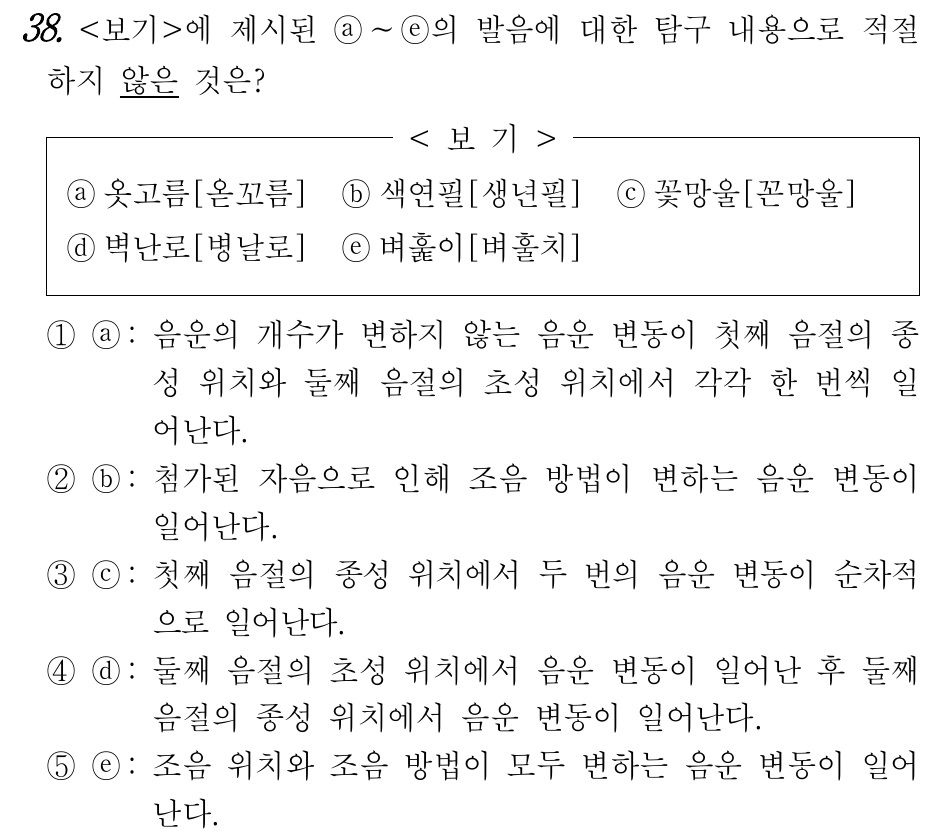 38. <보기>에 제시된 ⓐ~ⓔ의 발음에 대한 탐구 내용으로 적절
하지 않은 것은?
< 보 기 >
ⓐ 옷고름[옫꼬름] ⓑ 색연필[생년필] ⓒ 꽃망울[꼰망울]
ⓓ 벽난로[병날로] ⓔ 벼훑이[벼훌치]
① ⓐ: 음운의 개수가 변하지 않는 음운 변동이 첫째 음절의 종
성 위치와 둘째 음절의 초성 위치에서 각각 한 번씩 일
어난다.
② ⓑ: 첨가된 자음으로 인해 조음 방법이 변하는 음운 변동이
일어난다.
③ ⓒ: 첫째 음절의 종성 위치에서 두 번의 음운 변동이 순차적
으로 일어난다.
④ ⓓ: 둘째 음절의 초성 위치에서 음운 변동이 일어난 후 둘째
음절의 종성 위치에서 음운 변동이 일어난다.
⑤ ⓔ: 조음 위치와 조음 방법이 모두 변하는 음운 변동이 일어
난다.